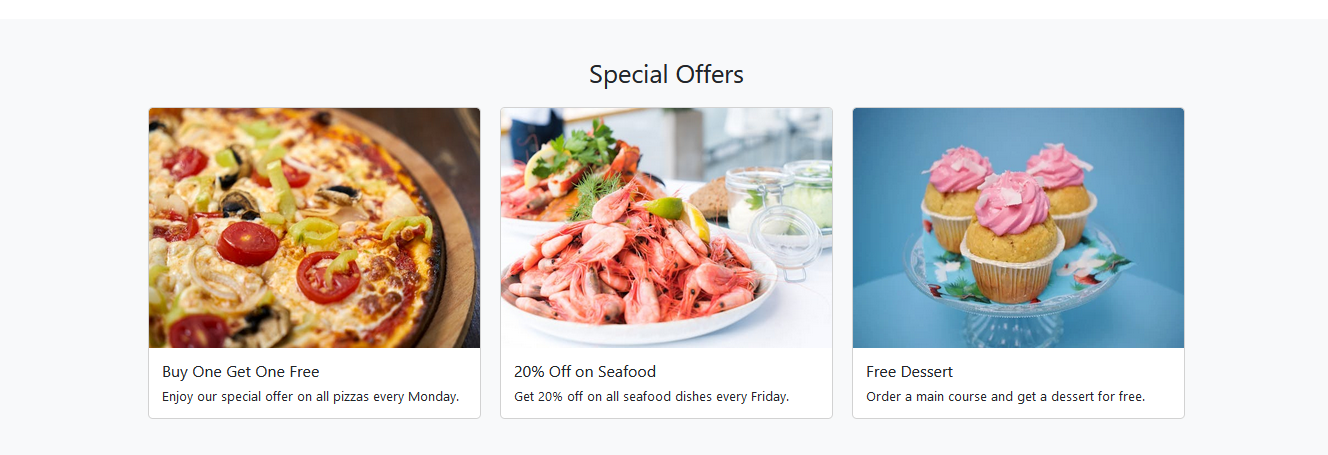 Special Offers
Buy One Get One Free
Enjoy our special offer on all pizzas every Monday.
20% Off on Seafood
Get 20% off on all seafood dishes every Friday.
Free Dessert
Order a main course and get a dessert for free.